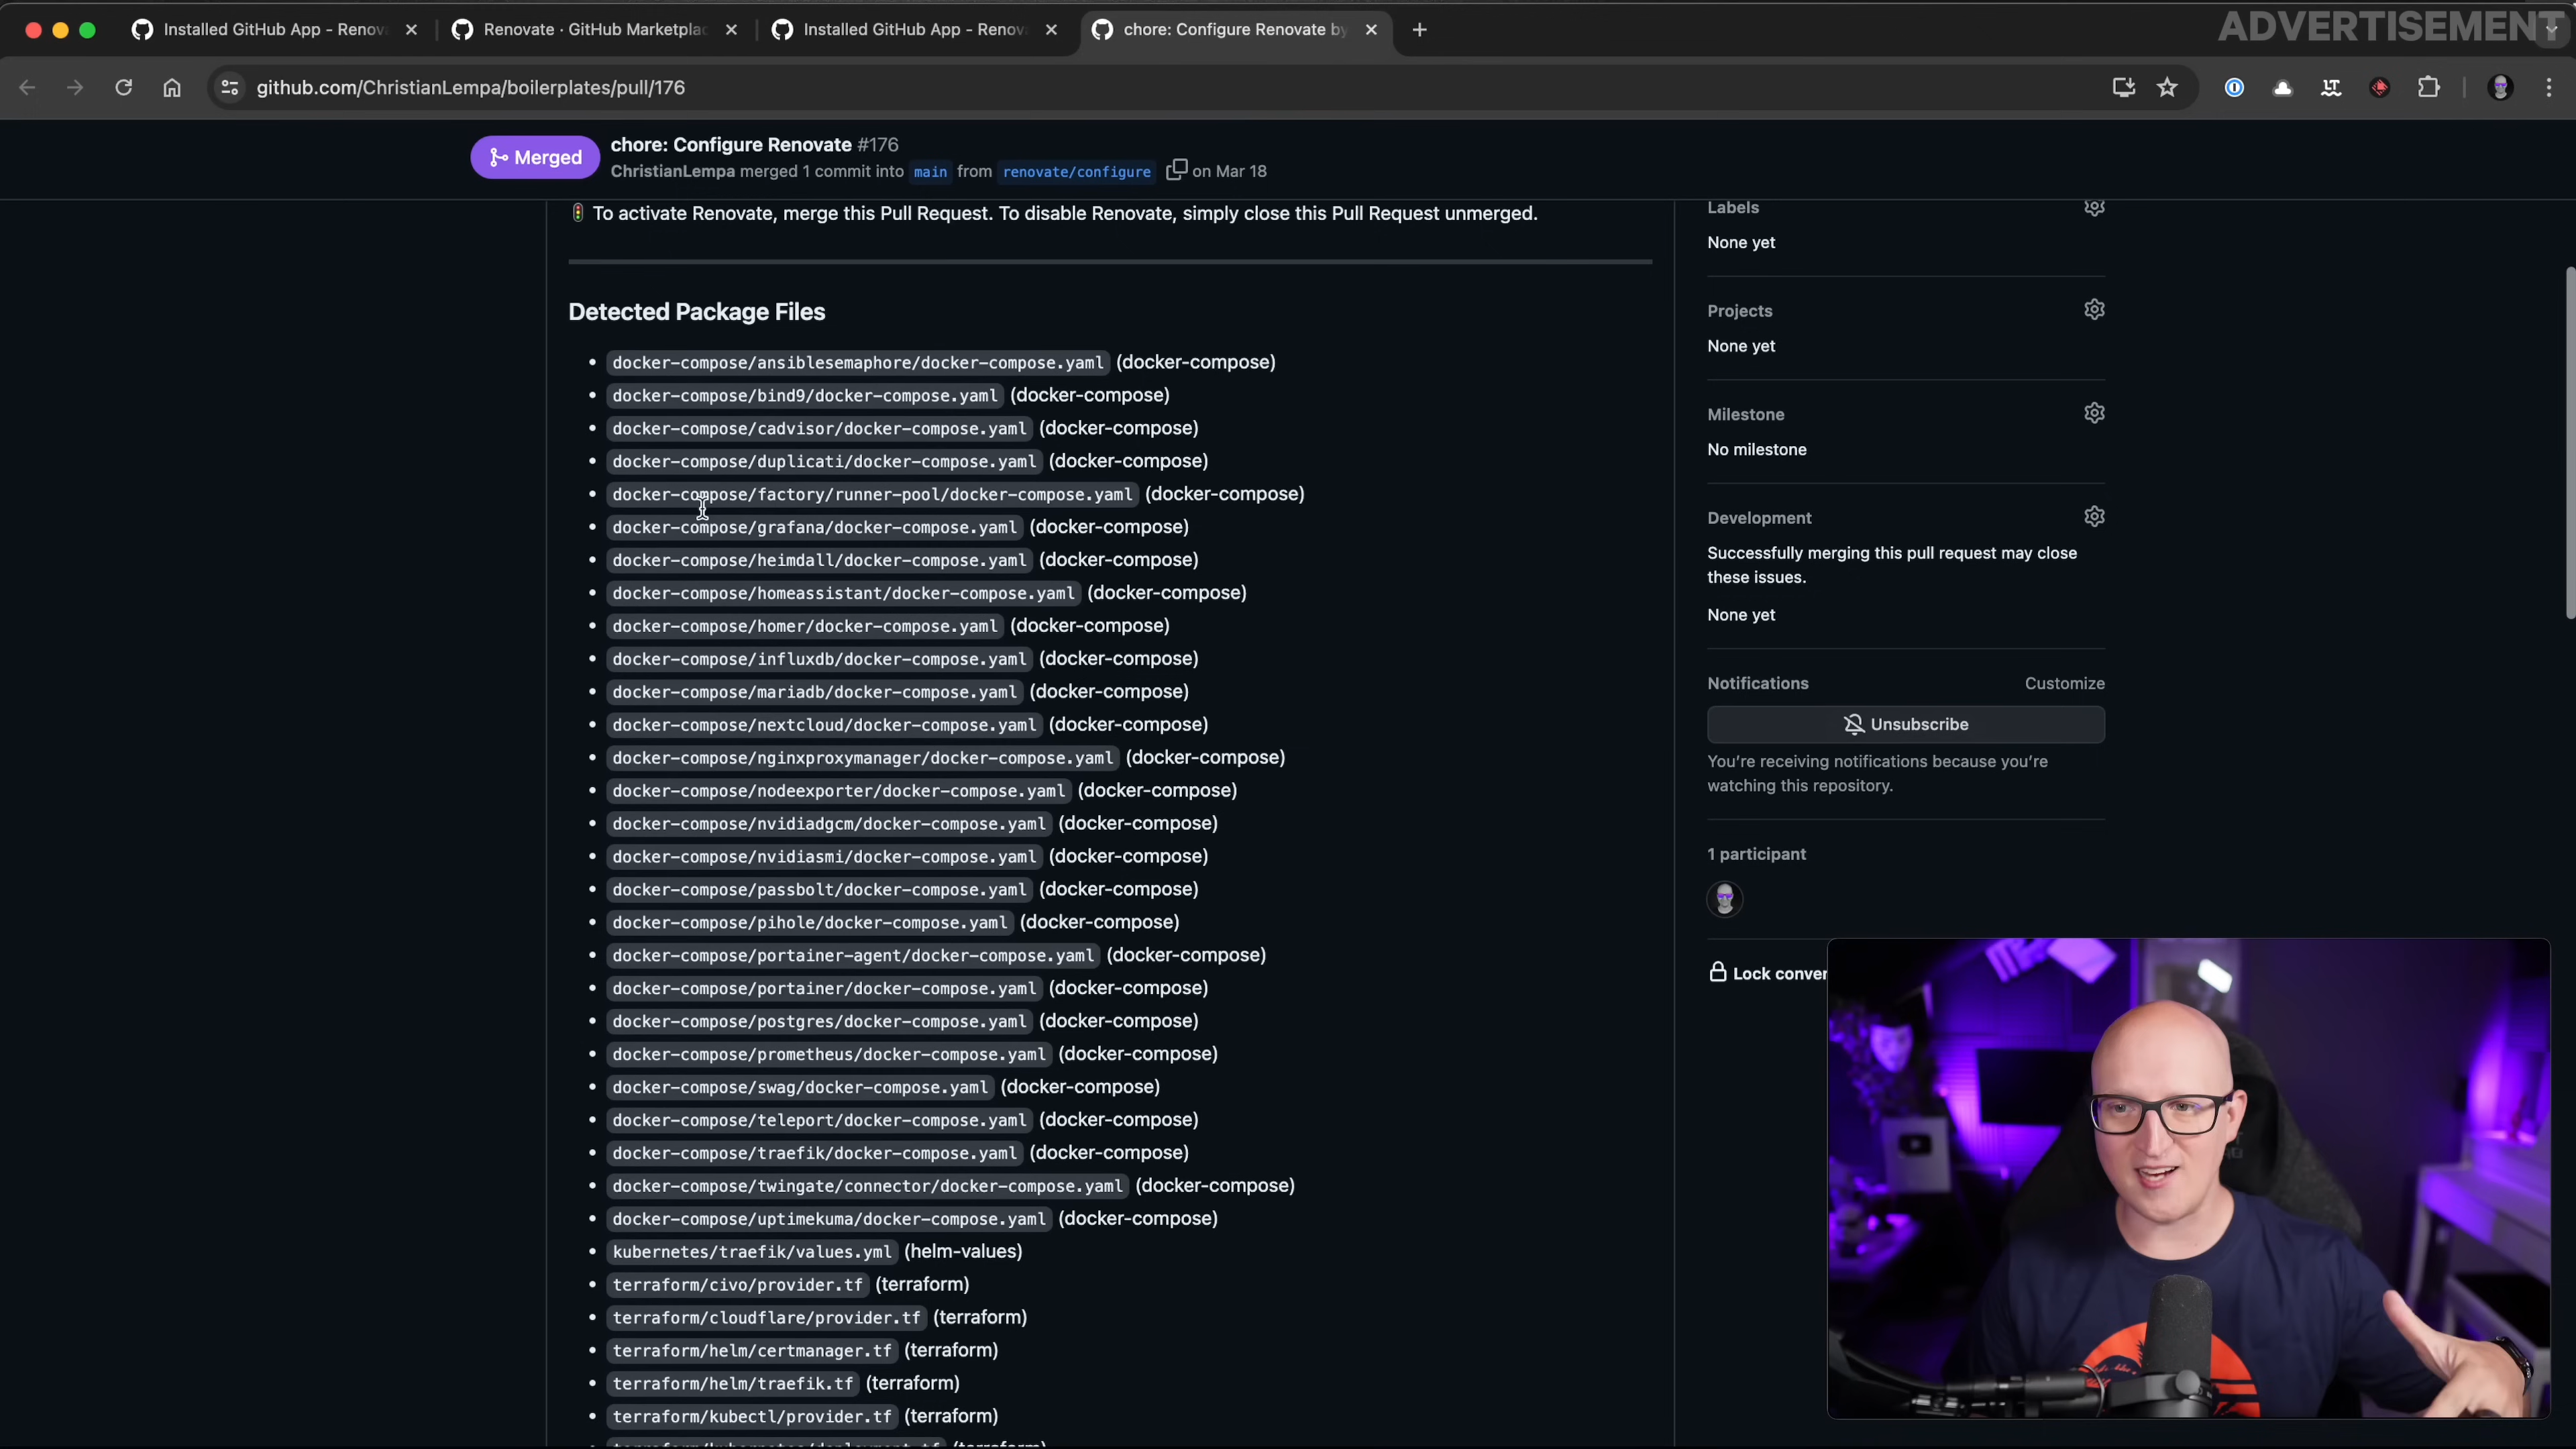 Installed GitHub App - Renov
Renovate · GitHub Marketplac
Installed GitHub App - Renov
chore: Configure Renovate by
ADVERTISEMENT
github.com/ChristianLempa/boilerplates/pull/176
Merged
chore: Configure Renovate #176
ChristianLempa merged 1 commit into main from renovate/configure on Mar 18
To activate Renovate, merge this Pull Request. To disable Renovate, simply close this Pull Request unmerged.
Detected Package Files
docker-compose/ansiblesemaphore/docker-compose.yaml (docker-compose)
docker-compose/bind9/docker-compose.yaml (docker-compose)
docker-compose/cadvisor/docker-compose.yaml (docker-compose)
docker-compose/duplicati/docker-compose.yaml (docker-compose)
docker-compose/factory/runner-pool/docker-compose.yaml (docker-compose)
docker-compose/grafana/docker-compose.yaml (docker-compose)
docker-compose/heimdall/docker-compose.yaml (docker-compose)
docker-compose/homeassistant/docker-compose.yaml (docker-compose)
docker-compose/homer/docker-compose.yaml (docker-compose)
docker-compose/influxdb/docker-compose.yaml (docker-compose)
docker-compose/mariadb/docker-compose.yaml (docker-compose)
docker-compose/nextcloud/docker-compose.yaml (docker-compose)
docker-compose/nginxproxymanager/docker-compose.yaml (docker-compose)
docker-compose/nodeexporter/docker-compose.yaml (docker-compose)
docker-compose/nvidiadgcm/docker-compose.yaml (docker-compose)
docker-compose/nvidiasmi/docker-compose.yaml (docker-compose)
docker-compose/passbolt/docker-compose.yaml (docker-compose)
docker-compose/pihole/docker-compose.yaml (docker-compose)
docker-compose/portainer-agent/docker-compose.yaml (docker-compose)
docker-compose/portainer/docker-compose.yaml (docker-compose)
docker-compose/postgres/docker-compose.yaml (docker-compose)
docker-compose/prometheus/docker-compose.yaml (docker-compose)
docker-compose/swag/docker-compose.yaml (docker-compose)
docker-compose/teleport/docker-compose.yaml (docker-compose)
docker-compose/traefik/docker-compose.yaml (docker-compose)
docker-compose/twingate/connector/docker-compose.yaml (docker-compose)
docker-compose/uptimekuma/docker-compose.yaml (docker-compose)
kubernetes/traefik/values.yml (helm-values)
terraform/civo/provider.tf (terraform)
terraform/cloudflare/provider.tf (terraform)
terraform/helm/certmanager.tf (terraform)
terraform/helm/traefik.tf (terraform)
terraform/kubectl/provider.tf (terraform)
Labels
None yet
Projects
None yet
Milestone
No milestone
Development
Successfully merging this pull request may close
these issues.
None yet
Notifications
Customize
Unsubscribe
You're receiving notifications because you're
watching this repository.
1 participant
Lock conver